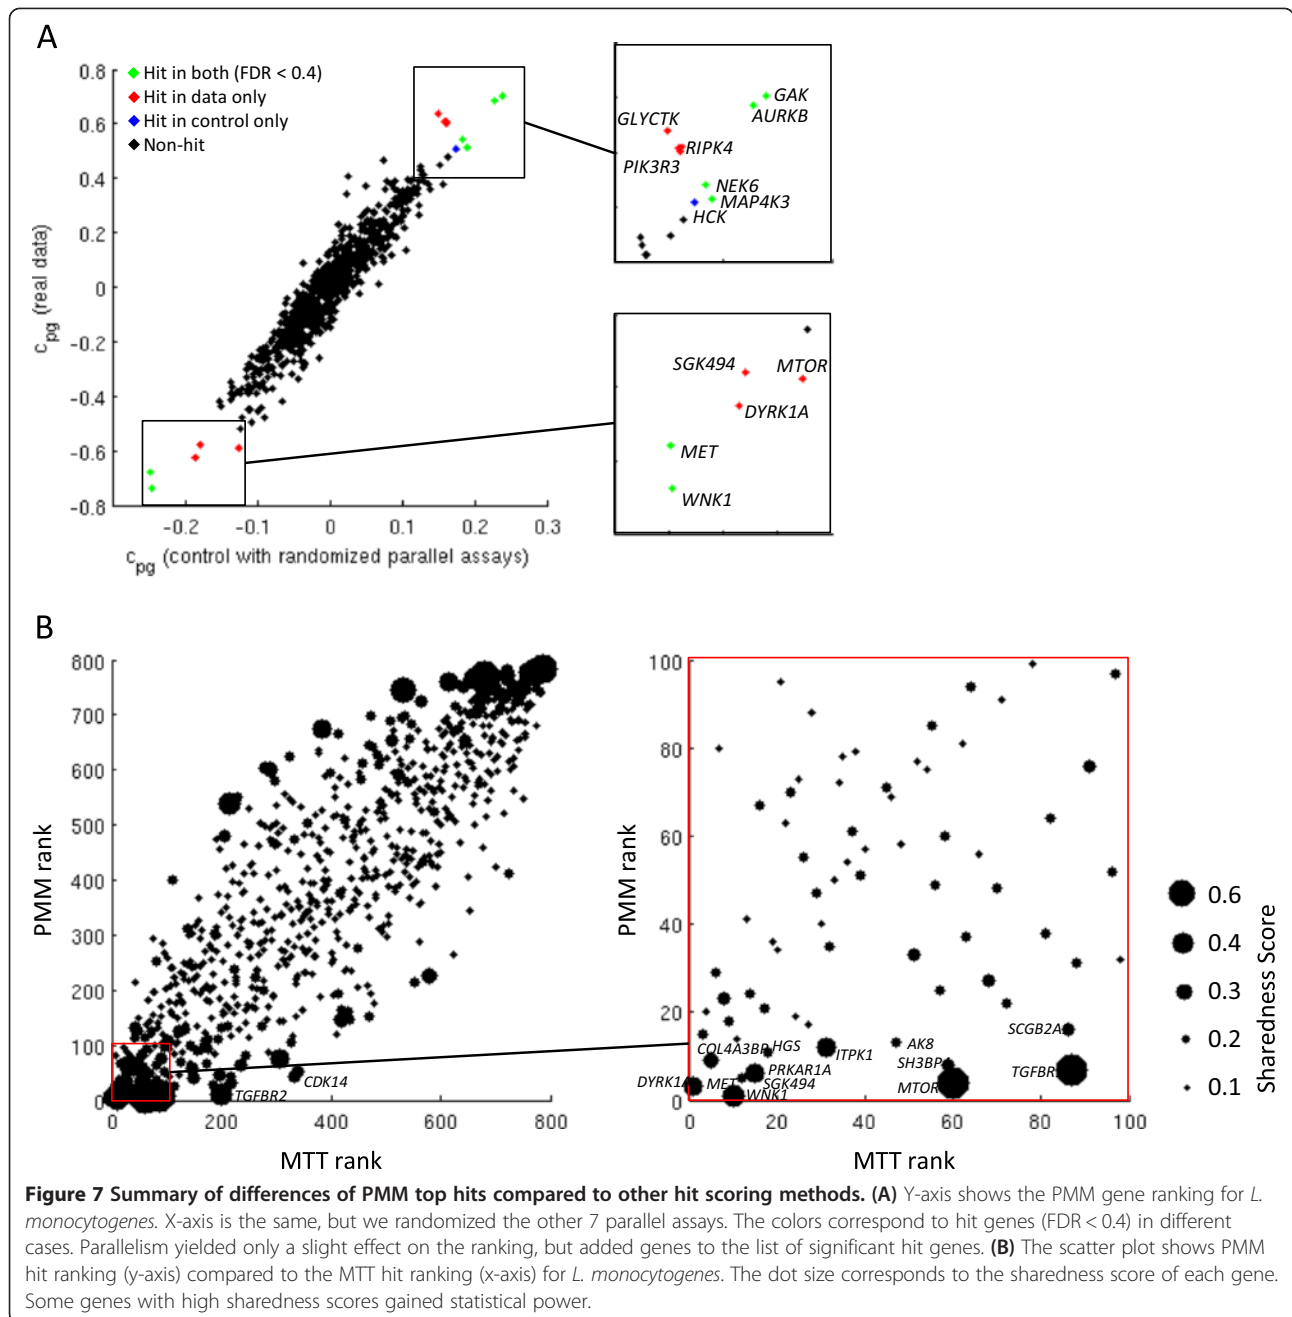 A
Hit in both (FDR < 0.4)
Hit in data only
Hit in control only
Non-hit
0.8
0.6
0.4
0.2
0
-0.2
-0.4
-0.6
-0.8
c_pg (real data)
-0.2 -0.1 0 0.1 0.2 0.3
c_pg (control with randomized parallel assays)
GAK
AURKB
GLYCTK
RIPK4
PIK3R3
NEK6
MAP4K3
HCK
SGK494
MTOR
DYRK1A
MET
WNK1
B
800
700
600
500
400
300
200
100
0
PMM rank
CDK14
TGFBR2
0 200 400 600 800
MTT rank
100
80
60
40
20
0
PMM rank
COL4A3BP
HGS
ITPK1
AK8
SCGB2A
SH3BP
PRKAR1A
TGFBR
DYRK1A
MET
SGK494
MTOR
WNK1
0 20 40 60 80 100
MTT rank
0.6
0.4
0.3
0.2
0.1
Sharedness Score
Figure 7 Summary of differences of PMM top hits compared to other hit scoring methods. (A) Y-axis shows the PMM gene ranking for L.
monocytogenes. X-axis is the same, but we randomized the other 7 parallel assays. The colors correspond to hit genes (FDR < 0.4) in different
cases. Parallelism yielded only a slight effect on the ranking, but added genes to the list of significant hit genes. (B) The scatter plot shows PMM
hit ranking (y-axis) compared to the MTT hit ranking (x-axis) for L. monocytogenes. The dot size corresponds to the sharedness score of each gene.
Some genes with high sharedness scores gained statistical power.